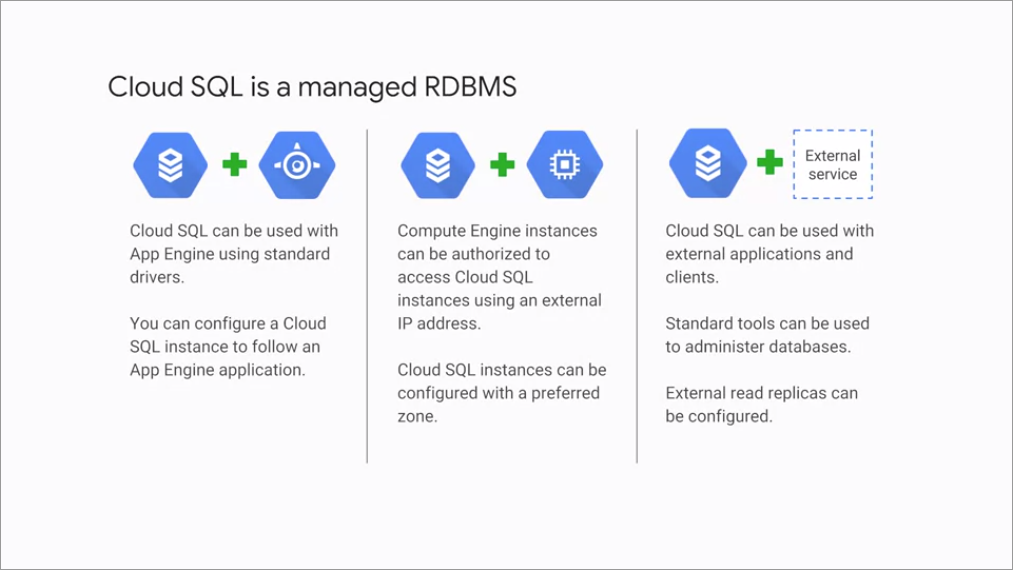 Cloud SQL is a managed RDBMS
Cloud SQL can be used with
App Engine using standard
drivers.
You can configure a Cloud
SQL instance to follow an
App Engine application.
Compute Engine instances
can be authorized to
access Cloud SQL
instances using an external
IP address.
Cloud SQL instances can be
configured with a preferred
zone.
External
service
Cloud SQL can be used with
external applications and
clients.
Standard tools can be used
to administer databases.
External read replicas can
be configured.